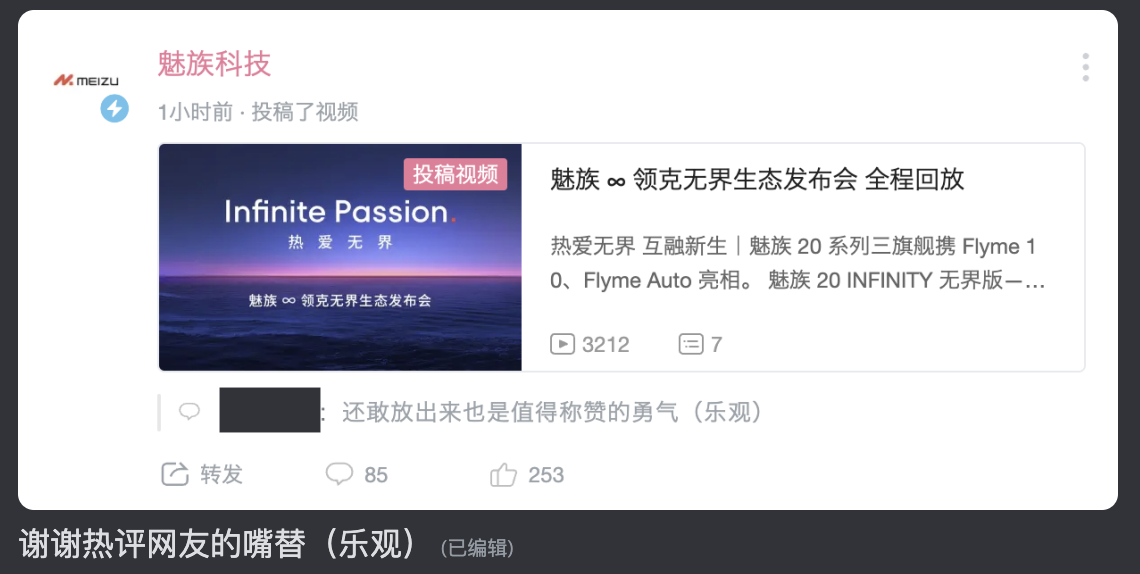 MEIZU
魅族科技
1小时前 · 投稿了视频
投稿视频
Infinite Passion.
热爱无界
魅族 ∞ 领克无界生态发布会
魅族 ∞ 领克无界生态发布会 全程回放
热爱无界 互融新生｜魅族 20 系列三旗舰携 Flyme 1
0、Flyme Auto 亮相。 魅族 20 INFINITY 无界版—…
3212 7
: 还敢放出来也是值得称赞的勇气（乐观）
转发 85 253
谢谢热评网友的嘴替（乐观） (已编辑)